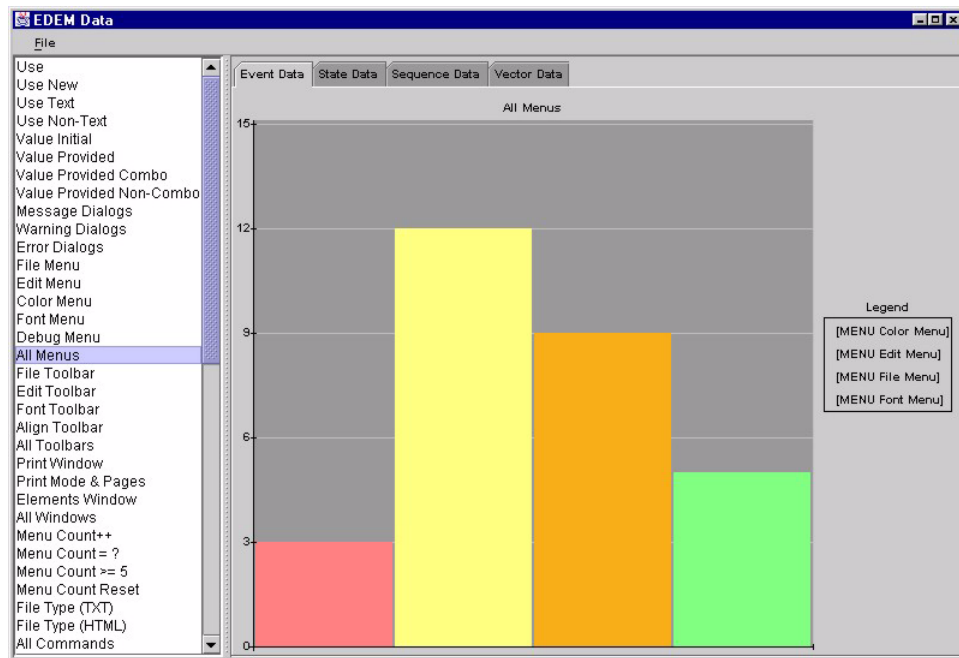 EDEM Data
File
Use
Use New
Use Text
Use Non-Text
Value Initial
Value Provided
Value Provided Combo
Value Provided Non-Combo
Message Dialogs
Warning Dialogs
Error Dialogs
File Menu
Edit Menu
Color Menu
Font Menu
Debug Menu
All Menus
File Toolbar
Edit Toolbar
Font Toolbar
Align Toolbar
All Toolbars
Print Window
Print Mode & Pages
Elements Window
All Windows
Menu Count++
Menu Count = ?
Menu Count >= 5
Menu Count Reset
File Type (TXT)
File Type (HTML)
All Commands
Event Data
State Data
Sequence Data
Vector Data
All Menus
15
12
9
6
3
0
Legend
[MENU Color Menu]
[MENU Edit Menu]
[MENU File Menu]
[MENU Font Menu]